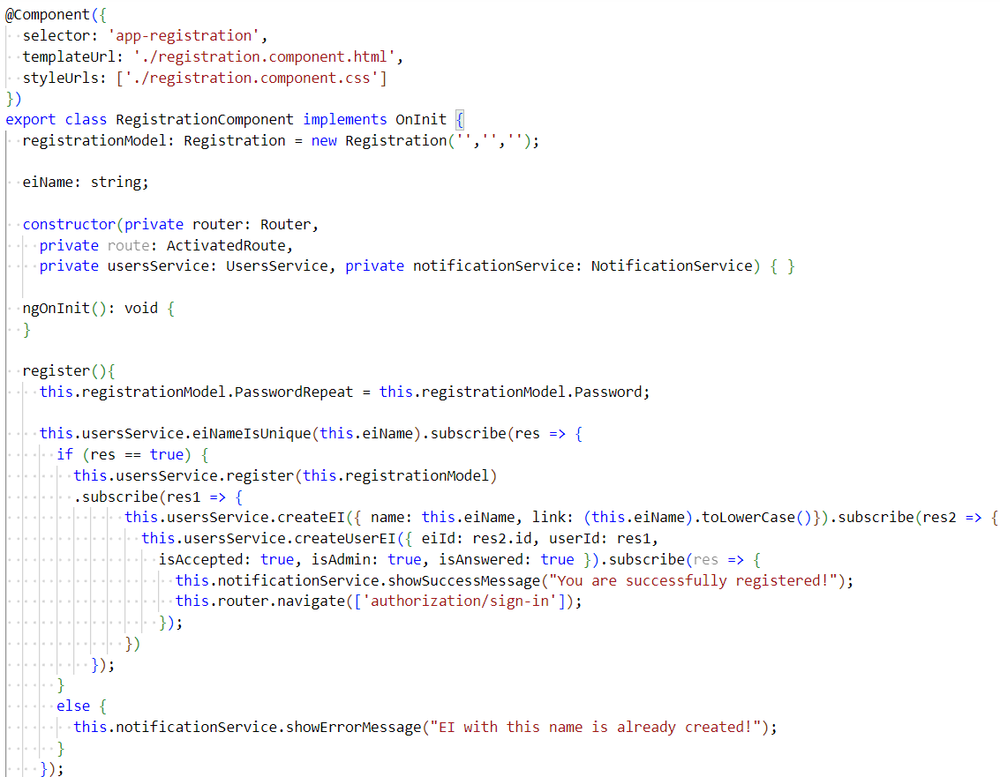 @Component({
  selector: 'app-registration',
  templateUrl: './registration.component.html',
  styleUrls: ['./registration.component.css']
})
export class RegistrationComponent implements OnInit {
  registrationModel: Registration = new Registration('','','');

  eiName: string;

  constructor(private router: Router,
    private route: ActivatedRoute,
    private usersService: UsersService, private notificationService: NotificationService) { }

  ngOnInit(): void {
  }

  register(){
    this.registrationModel.PasswordRepeat = this.registrationModel.Password;

    this.usersService.eiNameIsUnique(this.eiName).subscribe(res => {
      if (res == true) {
        this.usersService.register(this.registrationModel)
        .subscribe(res1 => {
              this.usersService.createEI({ name: this.eiName, link: (this.eiName).toLowerCase()}).subscribe(res2 => {
                this.usersService.createUserEI({ eiId: res2.id, userId: res1,
                  isAccepted: true, isAdmin: true, isAnswered: true }).subscribe(res => {
                    this.notificationService.showSuccessMessage("You are successfully registered!");
                    this.router.navigate(['authorization/sign-in']);
                  });
              })
          });
      }
      else {
        this.notificationService.showErrorMessage("EI with this name is already created!");
      }
    });